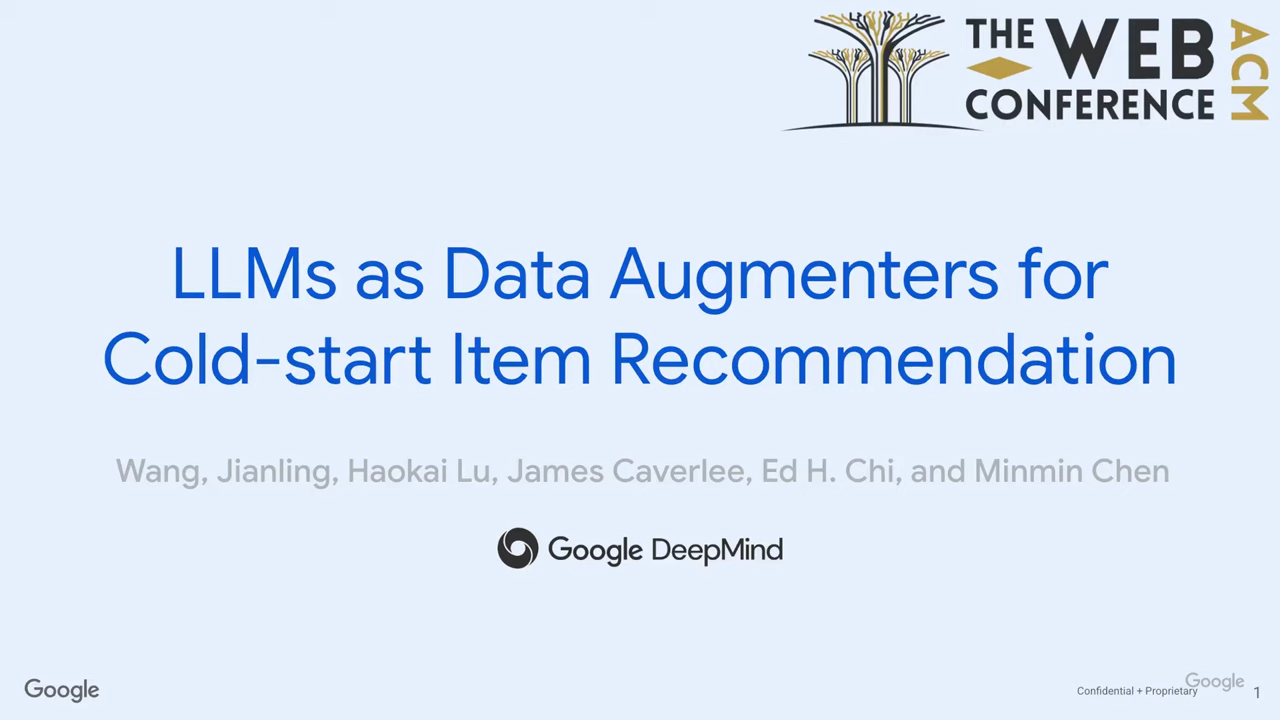 THE WEB
CONFERENCE
ACM
LLMs as Data Augmenters for
Cold-start Item Recommendation
Wang, Jianling, Haokai Lu, James Caverlee, Ed H. Chi, and Minmin Chen
Google DeepMind
Google
Confidential + Proprietary
Google
1